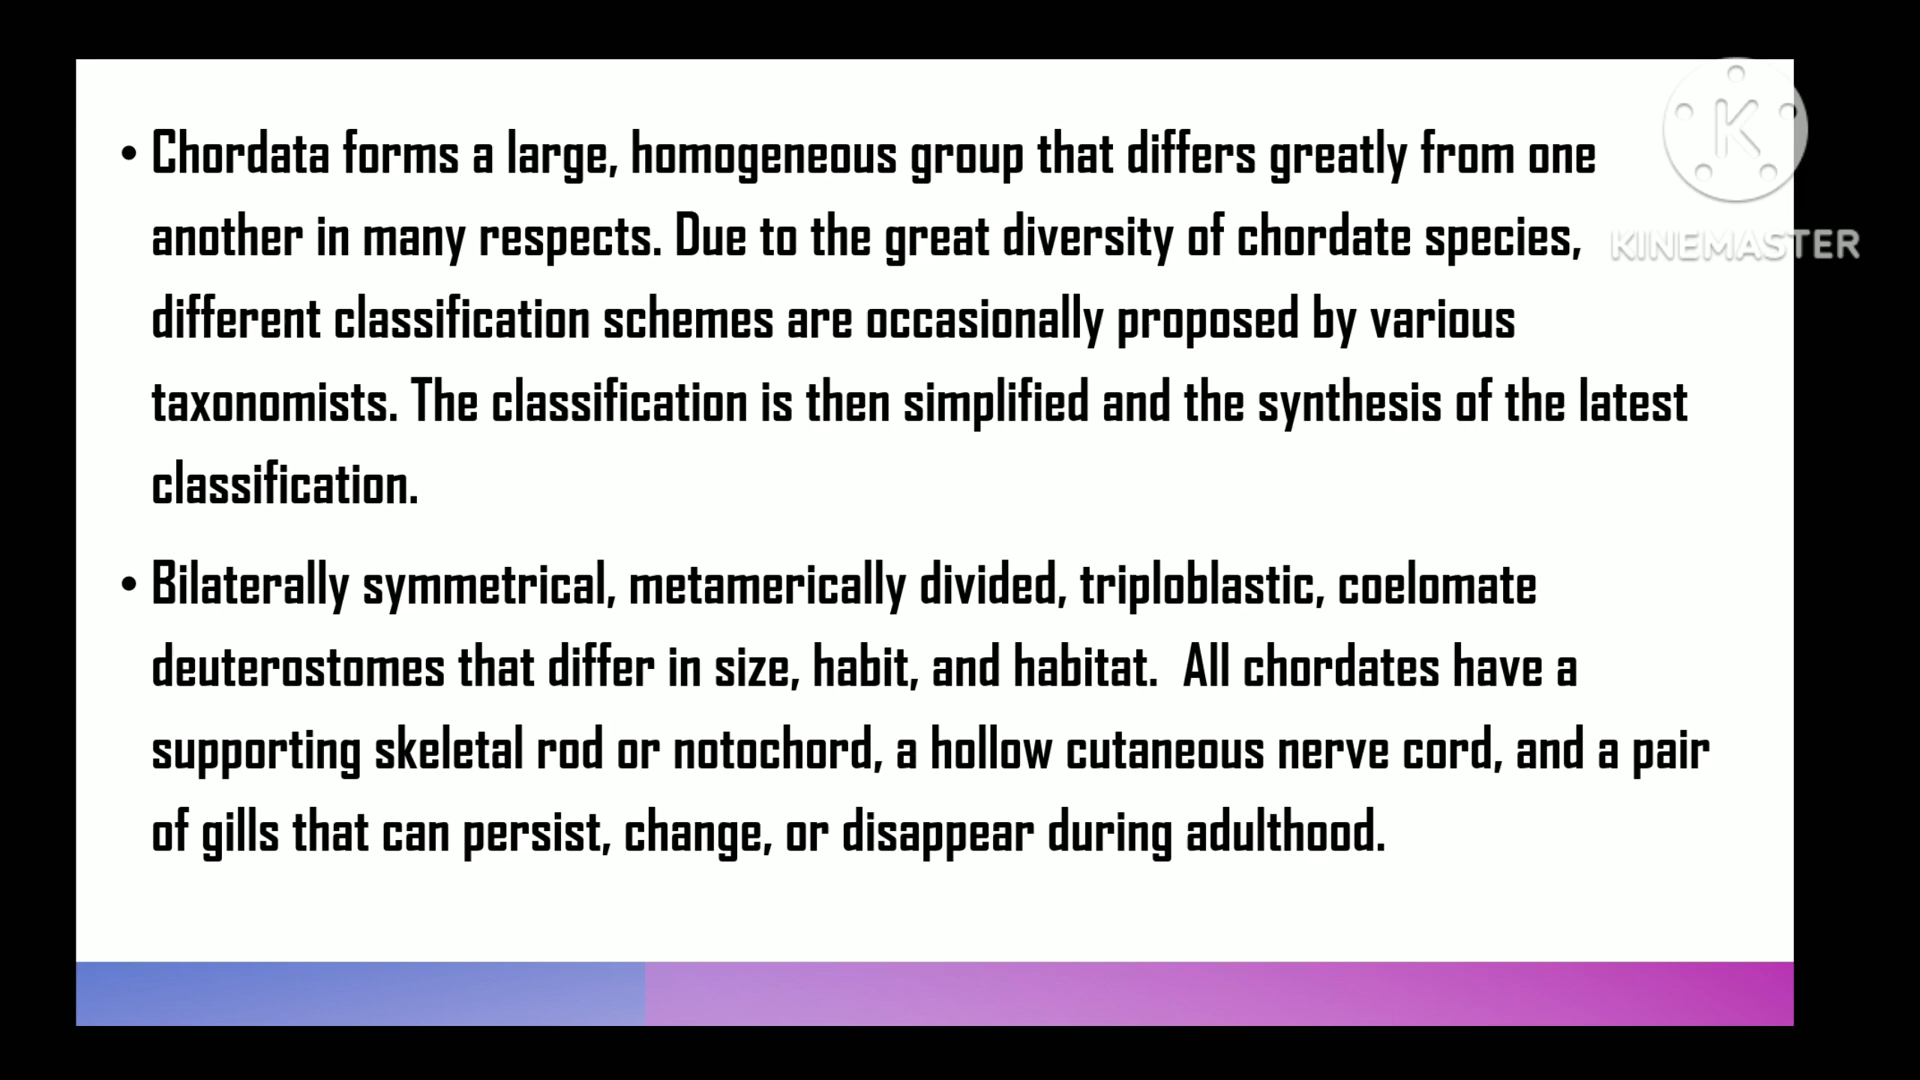 • Chordata forms a large, homogeneous group that differs greatly from one
another in many respects. Due to the great diversity of chordate species,
different classification schemes are occasionally proposed by various
taxonomists. The classification is then simplified and the synthesis of the latest
classification.
• Bilaterally symmetrical, metamerically divided, triploblastic, coelomate
deuterostomes that differ in size, habit, and habitat.  All chordates have a
supporting skeletal rod or notochord, a hollow cutaneous nerve cord, and a pair
of gills that can persist, change, or disappear during adulthood.
K
KINEMASTER